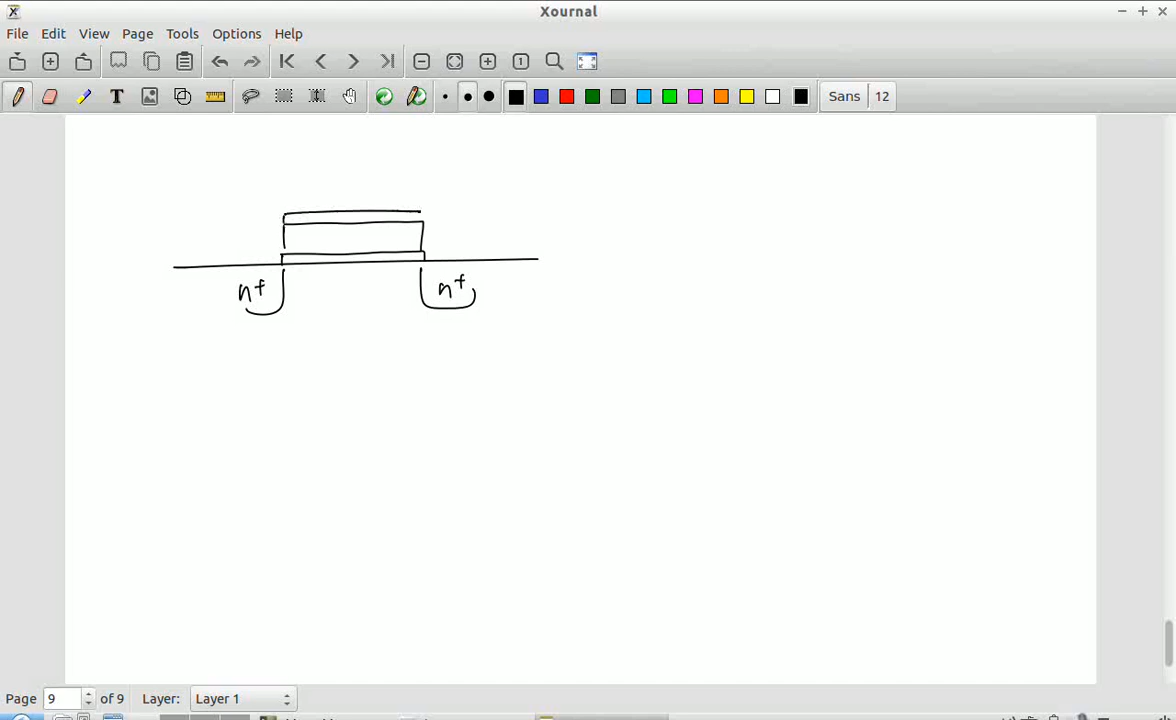 Xournal
File Edit View Page Tools Options Help
Sans 12
n+ n+
Page 9 of 9 Layer: Layer 1